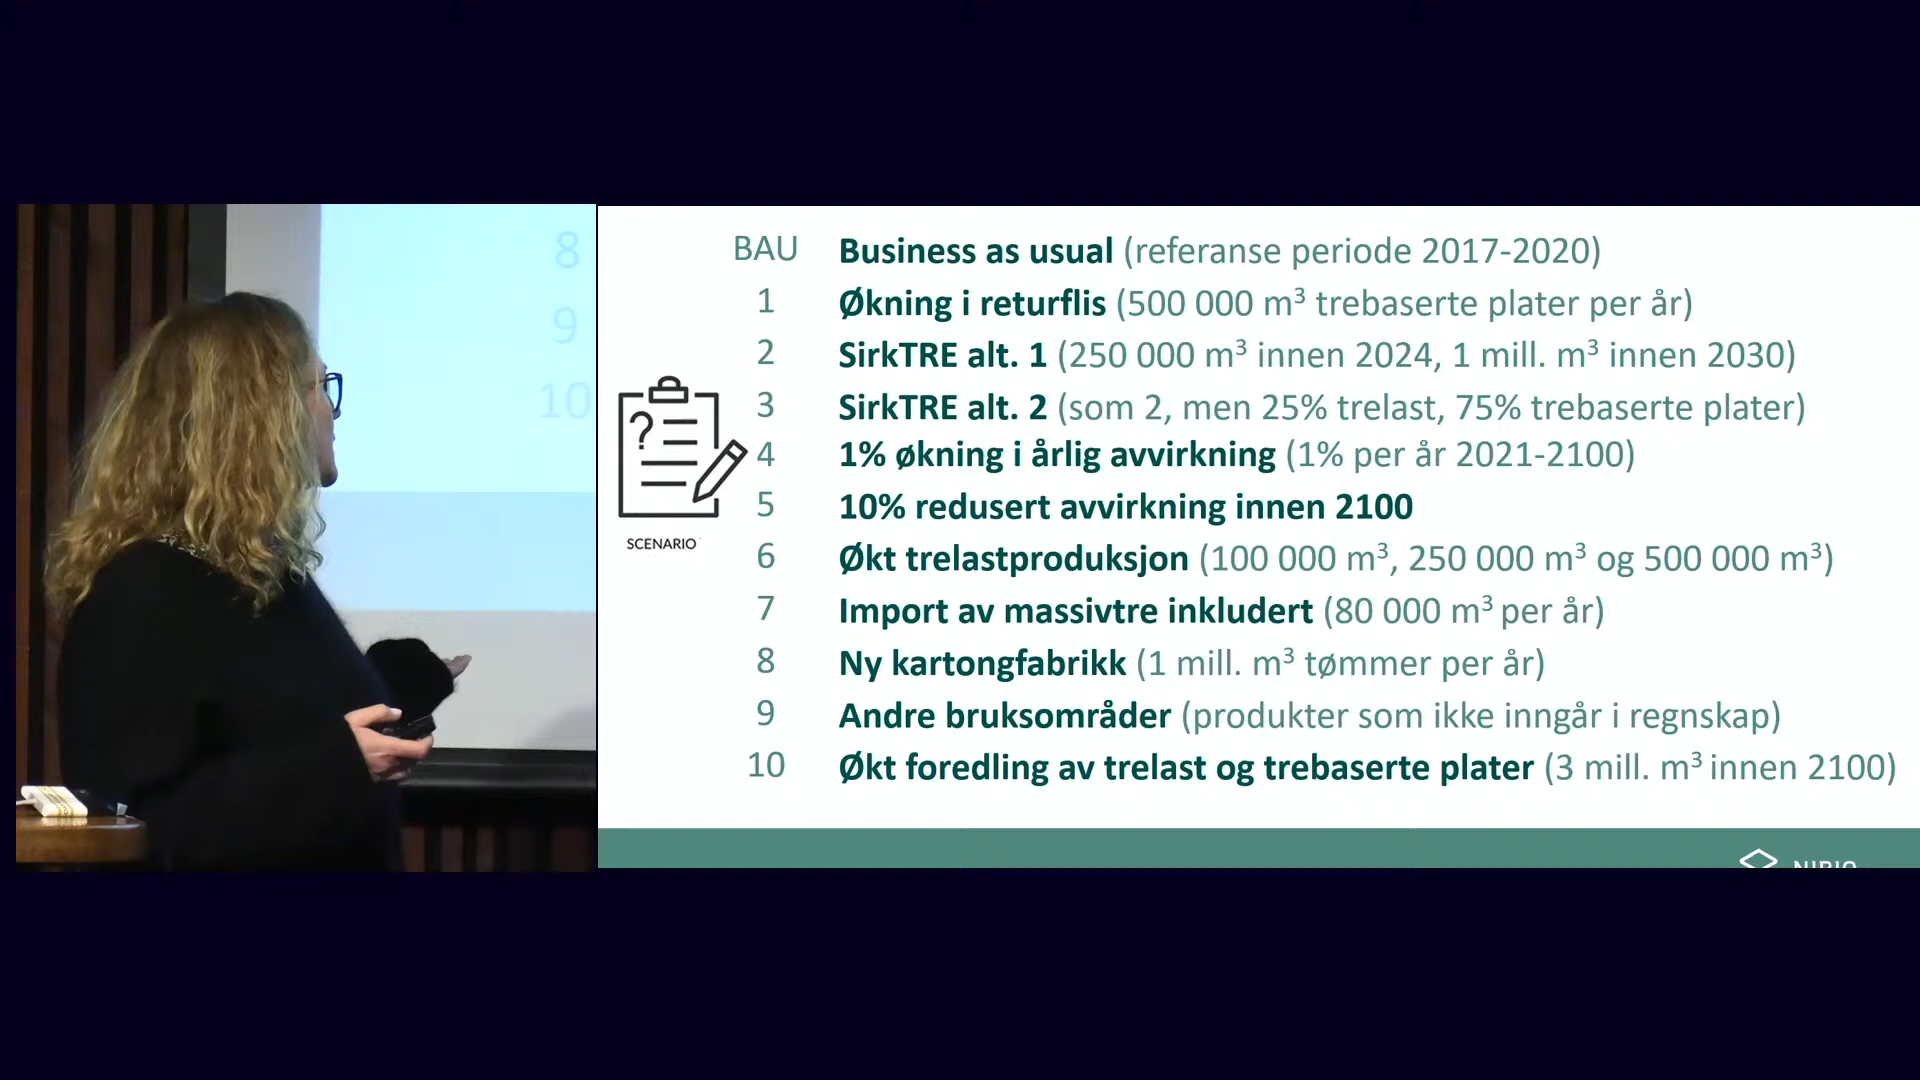 8
9
10
BAU Business as usual (referanse periode 2017-2020)
1 Økning i returflis (500 000 m³ trebaserte plater per år)
2 SirkTRE alt. 1 (250 000 m³ innen 2024, 1 mill. m³ innen 2030)
3 SirkTRE alt. 2 (som 2, men 25% trelast, 75% trebaserte plater)
4 1% økning i årlig avvirkning (1% per år 2021-2100)
5 10% redusert avvirkning innen 2100
6 Økt trelastproduksjon (100 000 m³, 250 000 m³ og 500 000 m³)
7 Import av massivtre inkludert (80 000 m³ per år)
8 Ny kartongfabrikk (1 mill. m³ tømmer per år)
9 Andre bruksområder (produkter som ikke inngår i regnskap)
10 Økt foredling av trelast og trebaserte plater (3 mill. m³ innen 2100)
?
SCENARIO
NIBIO